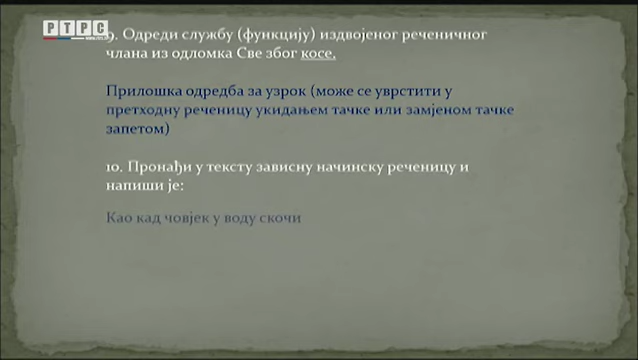 РТРС
9. Одреди службу (функцију) издвојеног реченичног
члана из одломка Све због косе.
Прилошка одредба за узрок (може се уврстити у
претходну реченицу укидањем тачке или замјеном тачке
запетом)
10. Пронађи у тексту зависну начинску реченицу и
напиши је:
Као кад човјек у воду скочи